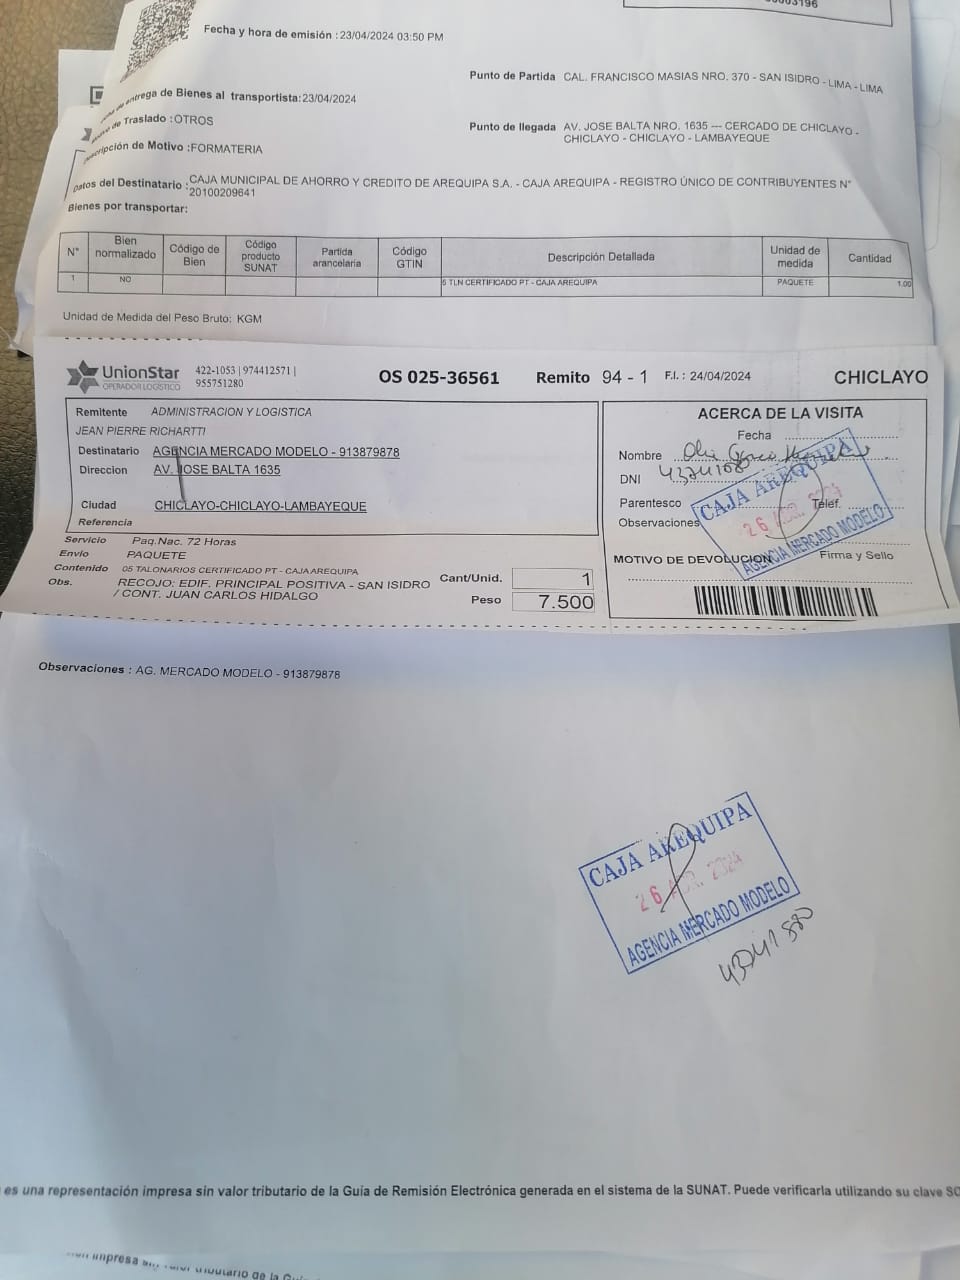 Fecha y hora de emisión : 23/04/2024 03:50 PM
Punto de Partida CAL. FRANCISCO MASIAS NRO. 370 - SAN ISIDRO - LIMA - LIMA
entrega de Bienes al transportista: 23/04/2024
de Traslado : OTROS
Punto de llegada AV. JOSE BALTA NRO. 1635 --- CERCADO DE CHICLAYO - CHICLAYO - CHICLAYO - LAMBAYEQUE
Descripción de Motivo : FORMATERIA
Datos del Destinatario : CAJA MUNICIPAL DE AHORRO Y CREDITO DE AREQUIPA S.A. - CAJA AREQUIPA - REGISTRO ÚNICO DE CONTRIBUYENTES N°
20100209641
Bienes por transportar:
N° Bien normalizado Código de Bien Código producto SUNAT Partida arancelaria Código GTIN Descripción Detallada Unidad de medida Cantidad
1 NO 5 TLN CERTIFICADO PT - CAJA AREQUIPA PAQUETE 1.00
Unidad de Medida del Peso Bruto: KGM
UnionStar
OPERADOR LOGISTICO
422-1053 | 974412571 |
955751280
OS 025-36561 Remito 94 - 1 F.I. : 24/04/2024 CHICLAYO
Remitente ADMINISTRACION Y LOGISTICA
JEAN PIERRE RICHARTTI
Destinatario AGENCIA MERCADO MODELO - 913879878
Direccion AV. JOSE BALTA 1635
Ciudad CHICLAYO-CHICLAYO-LAMBAYEQUE
Referencia
Servicio Paq.Nac. 72 Horas
Envio PAQUETE
Contenido 05 TALONARIOS CERTIFICADO PT - CAJA AREQUIPA
Obs. RECOJO: EDIF. PRINCIPAL POSITIVA - SAN ISIDRO
/ CONT. JUAN CARLOS HIDALGO
Cant/Unid. 1
Peso 7.500
ACERCA DE LA VISITA
Fecha
Nombre
DNI
Parentesco Teléf.
Observaciones
CAJA AREQUIPA
26 ABR. 2024
AGENCIA MERCADO MODELO
MOTIVO DE DEVOLUCION Firma y Sello
Observaciones : AG. MERCADO MODELO - 913879878
CAJA AREQUIPA
26 ABR. 2024
AGENCIA MERCADO MODELO
es una representación impresa sin valor tributario de la Guía de Remisión Electrónica generada en el sistema de la SUNAT. Puede verificarla utilizando su clave SO